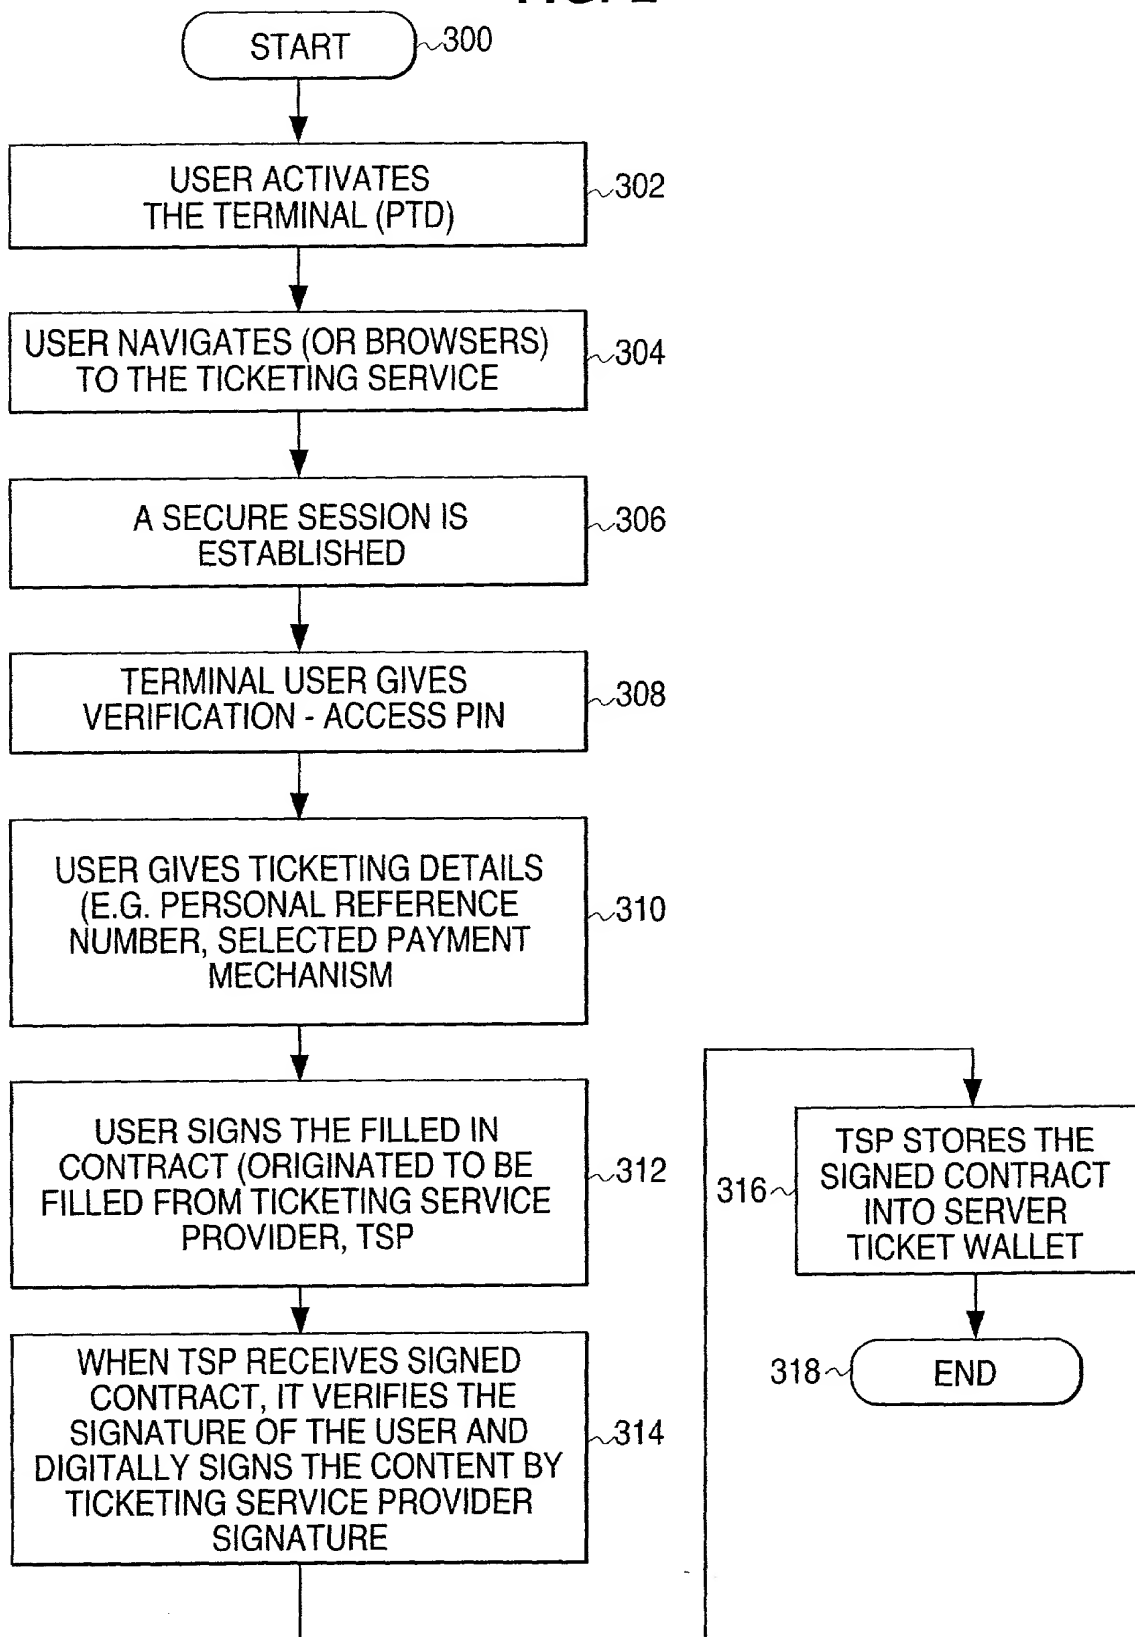 START
300
USER ACTIVATES
THE TERMINAL (PTD)
302
USER NAVIGATES (OR BROWSERS)
TO THE TICKETING SERVICE
304
A SECURE SESSION IS
ESTABLISHED
306
TERMINAL USER GIVES
VERIFICATION - ACCESS PIN
308
USER GIVES TICKETING DETAILS
(E.G. PERSONAL REFERENCE
NUMBER, SELECTED PAYMENT
MECHANISM
310
USER SIGNS THE FILLED IN
CONTRACT (ORIGINATED TO BE
FILLED FROM TICKETING SERVICE
PROVIDER, TSP
312
WHEN TSP RECEIVES SIGNED
CONTRACT, IT VERIFIES THE
SIGNATURE OF THE USER AND
DIGITALLY SIGNS THE CONTENT BY
TICKETING SERVICE PROVIDER
SIGNATURE
314
TSP STORES THE
SIGNED CONTRACT
INTO SERVER
TICKET WALLET
316
END
318